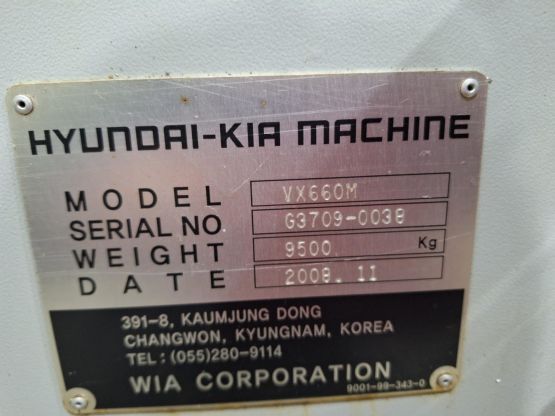 HYUNDAI-KIA MACHINE
MODEL VX660M
SERIAL NO G3709-0038
WEIGHT 9500 Kg
DATE 2008. 11
391-8, KAUMJUNG DONG
CHANGWON, KYUNGNAM, KOREA
TEL : (055)280-9114
WIA CORPORATION
9001-99-343-0